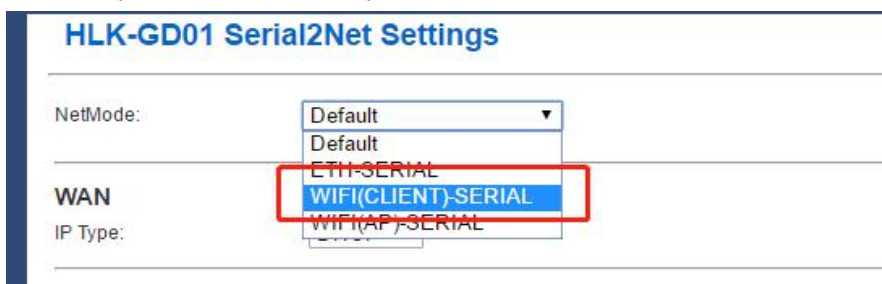 HLK-GD01 Serial2Net Settings
NetMode: Default
Default
ETH-SERIAL
WAN WIFI(CLIENT)-SERIAL
WIFI(AP)-SERIAL
IP Type: